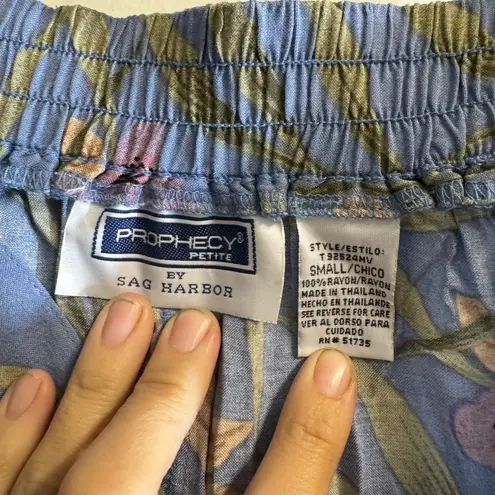 PROPHECY®
PETITE
BY
SAG HARBOR
STYLE/ESTILO:
T92524MV
SMALL/CHICO
100% RAYON/RAYON
MADE IN THAILAND
HECHO EN THAILANDE
SEE REVERSE FOR CARE
VER AL DORSO PARA
CUIDADO
RN# 51735